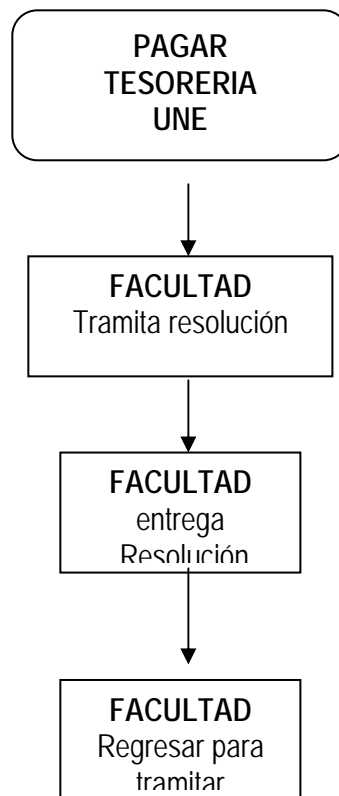 PAGAR
TESORERIA
UNE
FACULTAD
Tramita resolución
FACULTAD
entrega
Resolución
FACULTAD
Regresar para
tramitar